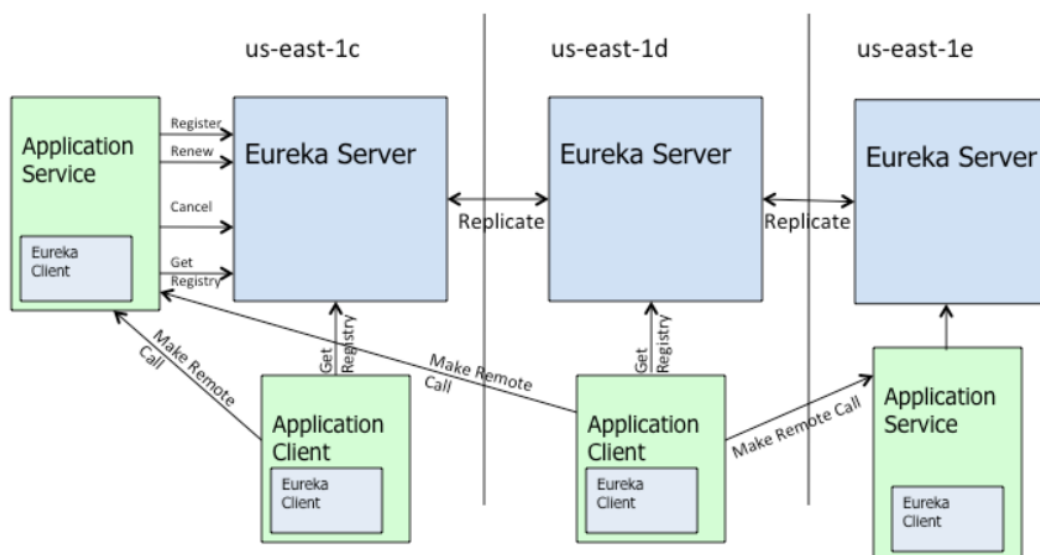 us-east-1c
us-east-1d
us-east-1e
Application
Service
Eureka
Client
Register
Renew
Cancel
Get
Registry
Eureka Server
Replicate
Eureka Server
Replicate
Eureka Server
Make Remote
Call
Get
Registry
Make Remote
Call
Get
Registry
Make Remote Call
Application
Client
Eureka
Client
Application
Client
Eureka
Client
Application
Service
Eureka
Client